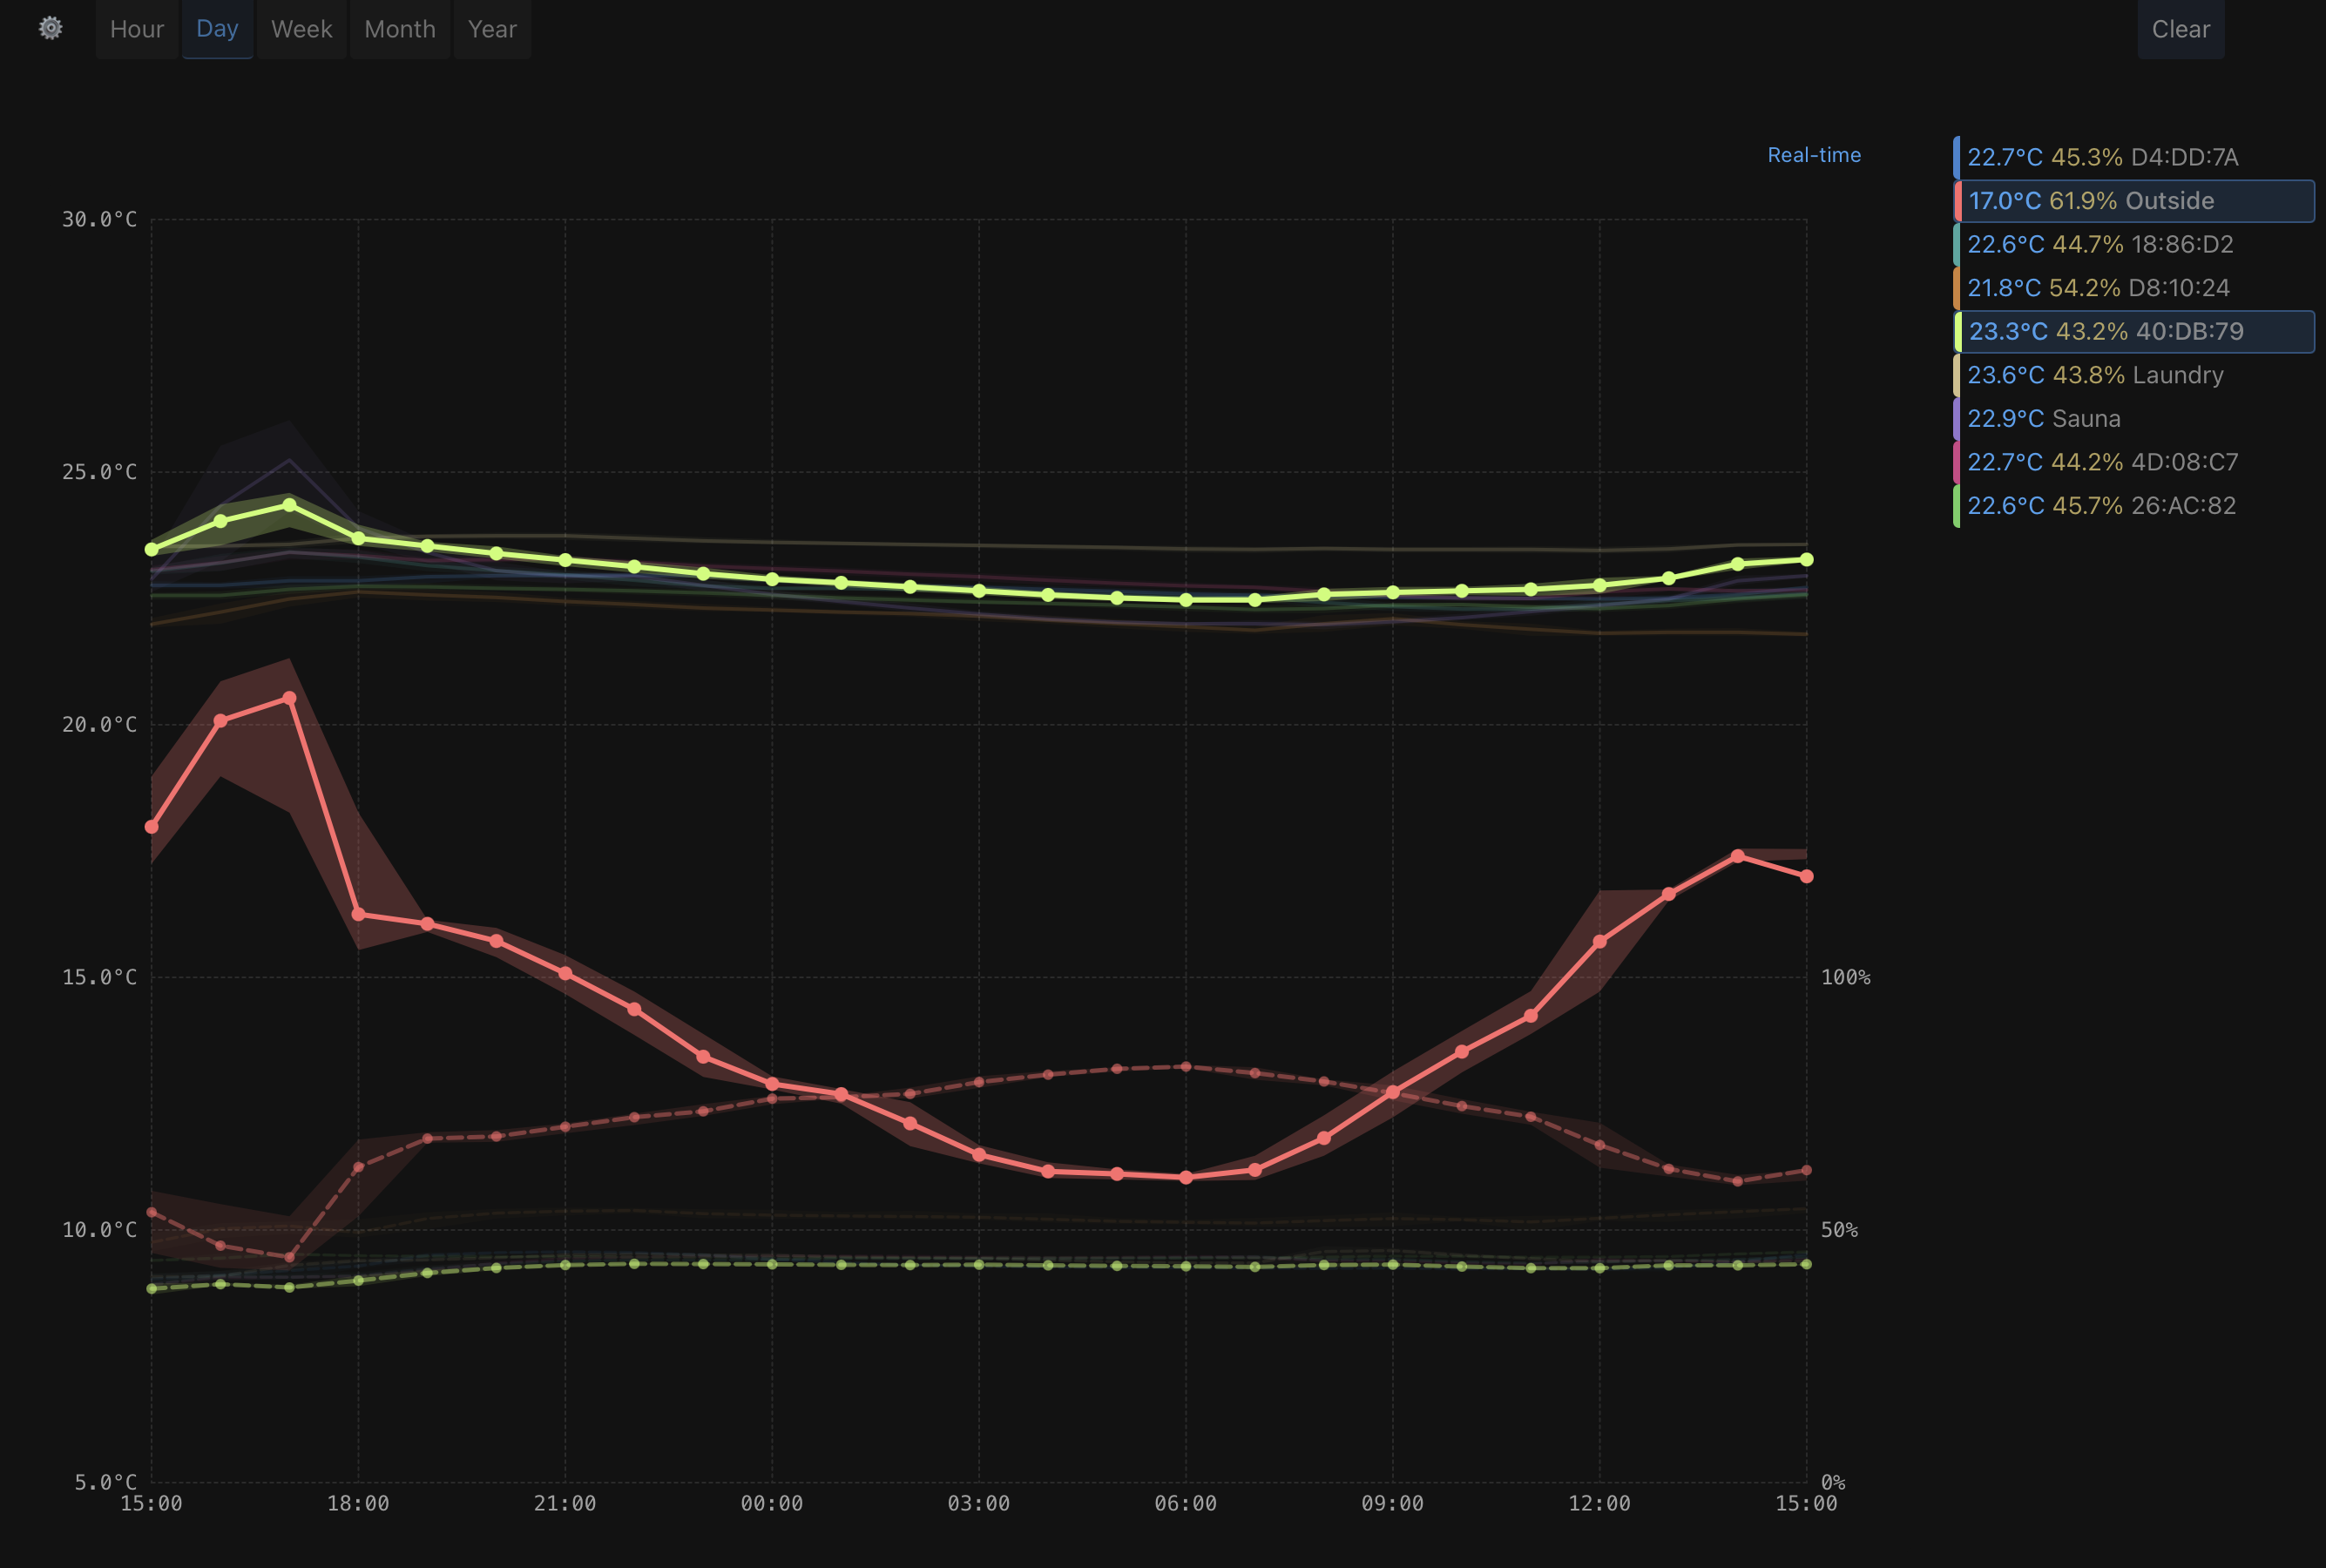 Hour Day Week Month Year Clear
Real-time
22.7°C 45.3% D4:DD:7A
17.0°C 61.9% Outside
22.6°C 44.7% 18:86:D2
21.8°C 54.2% D8:10:24
23.3°C 43.2% 40:DB:79
23.6°C 43.8% Laundry
22.9°C Sauna
22.7°C 44.2% 4D:08:C7
22.6°C 45.7% 26:AC:82
30.0°C
25.0°C
20.0°C
15.0°C 100%
10.0°C 50%
5.0°C 0%
15:00 18:00 21:00 00:00 03:00 06:00 09:00 12:00 15:00